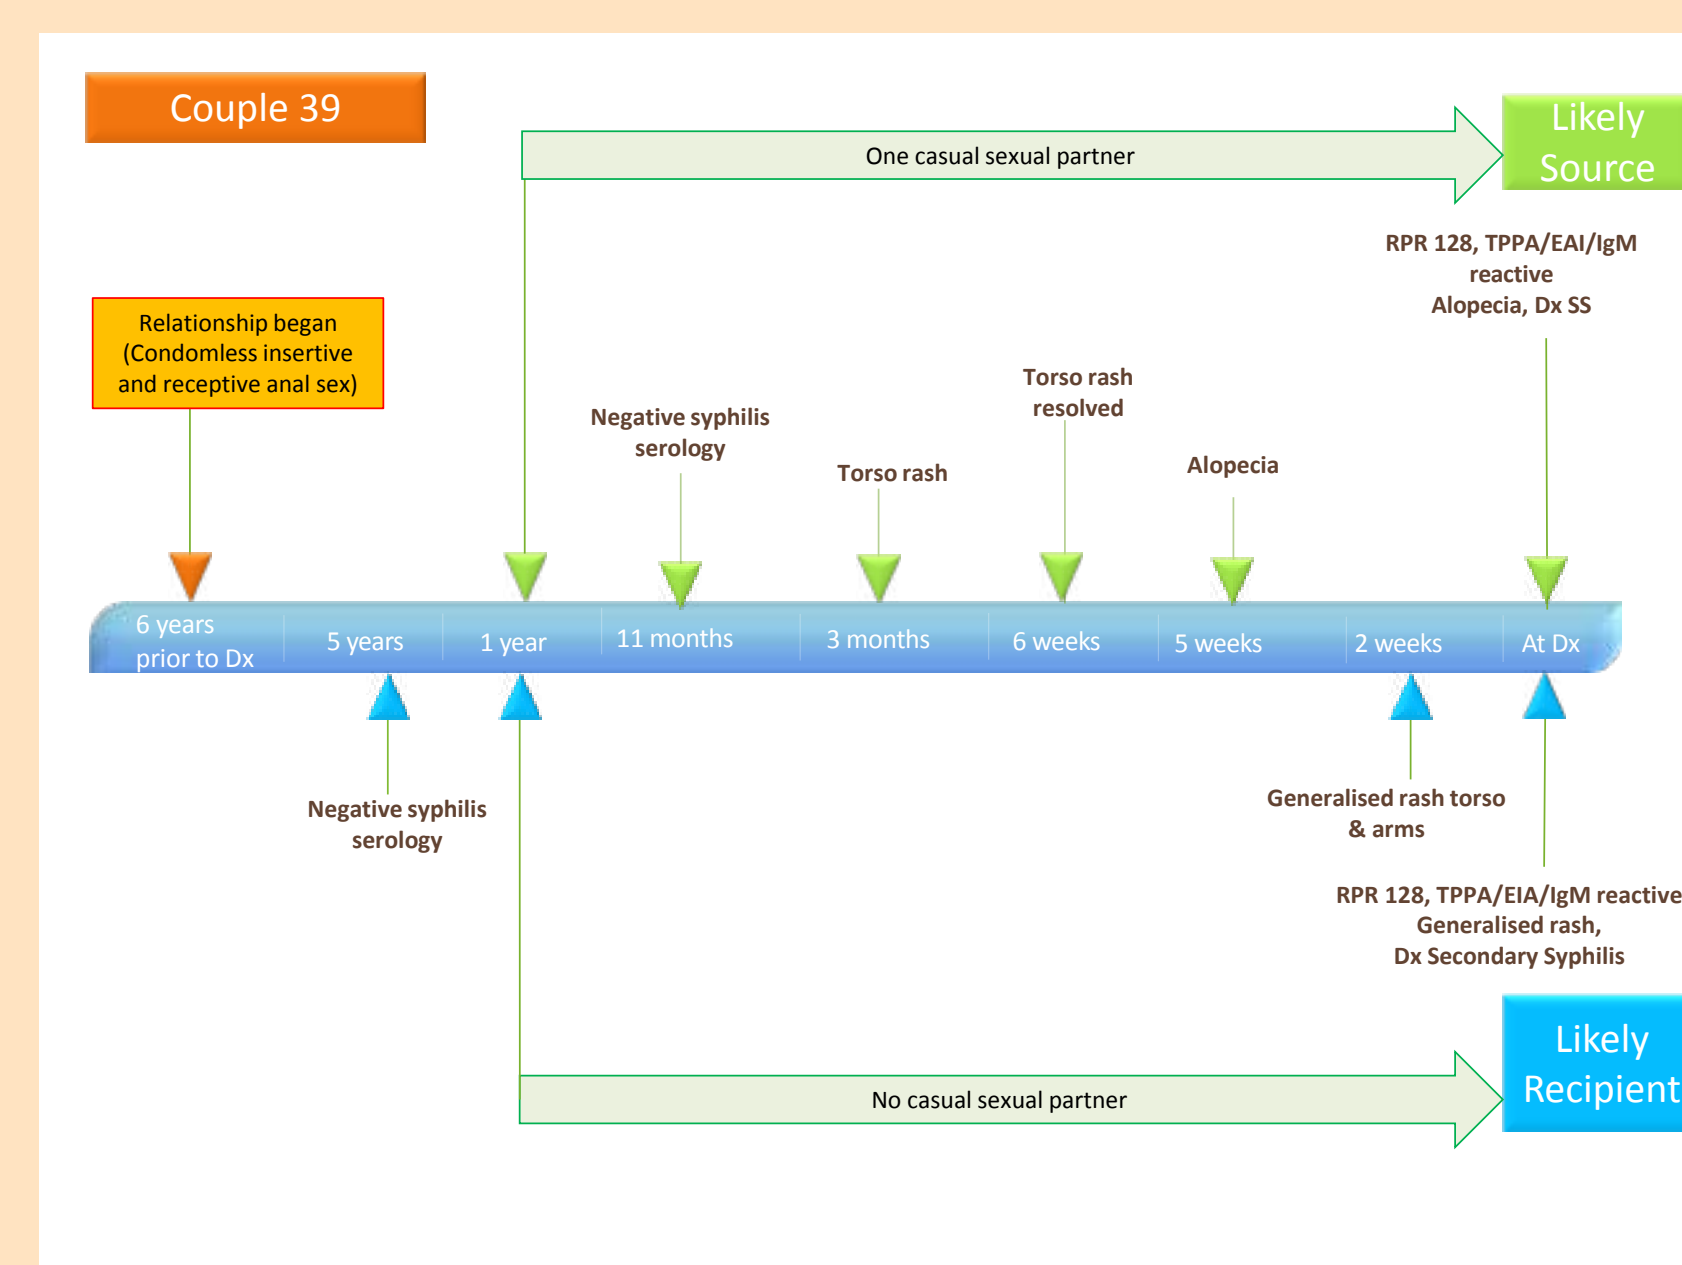 Couple 39
One casual sexual partner
Likely
Source
RPR 128, TPPA/EAI/IgM
reactive
Alopecia, Dx SS
Relationship began
(Condomless insertive
and receptive anal sex)
Negative syphilis
serology
Torso rash
Torso rash
resolved
Alopecia
6 years
prior to Dx
5 years
1 year
11 months
3 months
6 weeks
5 weeks
2 weeks
At Dx
Negative syphilis
serology
Generalised rash torso
& arms
RPR 128, TPPA/EIA/IgM reactive
Generalised rash,
Dx Secondary Syphilis
No casual sexual partner
Likely
Recipient